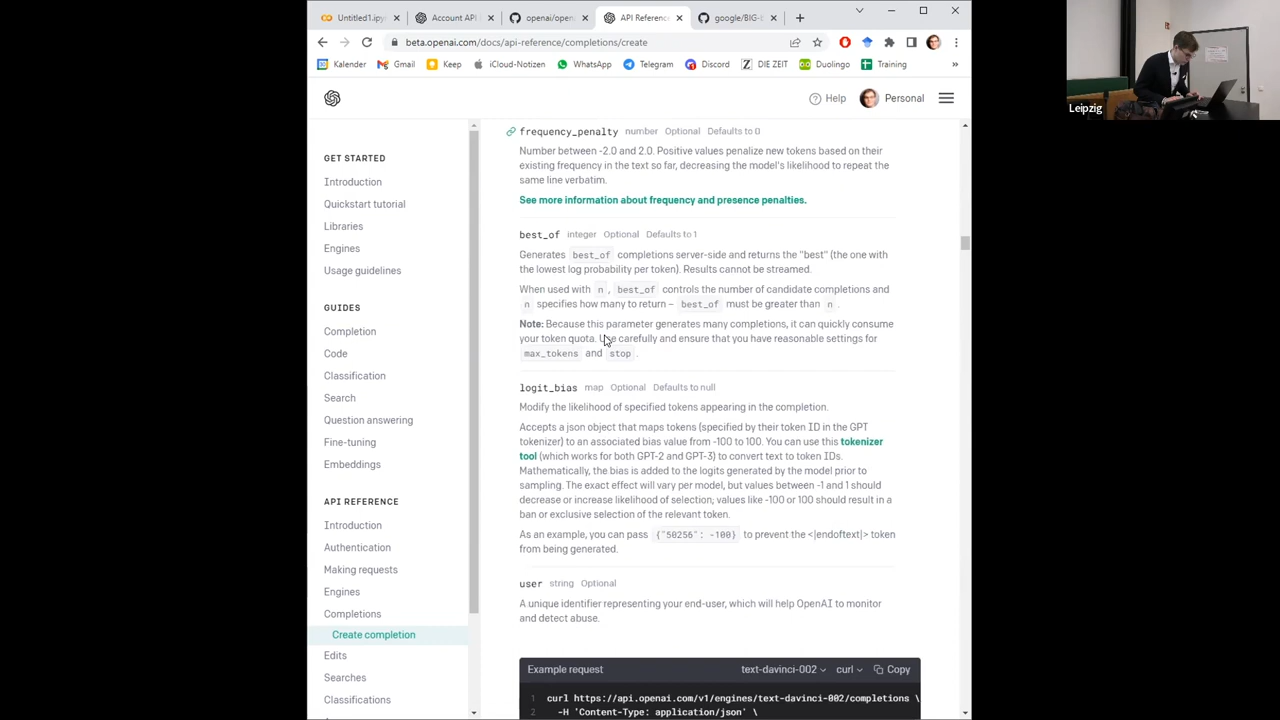 Untitled1.ipy
Account API
openai/open
API Reference
google/BIG-b
beta.openai.com/docs/api-reference/completions/create
Kalender
Gmail
Keep
iCloud-Notizen
WhatsApp
Telegram
Discord
DIE ZEIT
Duolingo
Training
»
Help
Personal
GET STARTED
Introduction
Quickstart tutorial
Libraries
Engines
Usage guidelines
GUIDES
Completion
Code
Classification
Search
Question answering
Fine-tuning
Embeddings
API REFERENCE
Introduction
Authentication
Making requests
Engines
Completions
Create completion
Edits
Searches
Classifications
frequency_penalty number Optional Defaults to 0
Number between -2.0 and 2.0. Positive values penalize new tokens based on their
existing frequency in the text so far, decreasing the model's likelihood to repeat the
same line verbatim.
See more information about frequency and presence penalties.
best_of integer Optional Defaults to 1
Generates best_of completions server-side and returns the "best" (the one with
the lowest log probability per token). Results cannot be streamed.
When used with n, best_of controls the number of candidate completions and
n specifies how many to return – best_of must be greater than n.
Note: Because this parameter generates many completions, it can quickly consume
your token quota. Use carefully and ensure that you have reasonable settings for
max_tokens and stop.
logit_bias map Optional Defaults to null
Modify the likelihood of specified tokens appearing in the completion.
Accepts a json object that maps tokens (specified by their token ID in the GPT
tokenizer) to an associated bias value from -100 to 100. You can use this tokenizer
tool (which works for both GPT-2 and GPT-3) to convert text to token IDs.
Mathematically, the bias is added to the logits generated by the model prior to
sampling. The exact effect will vary per model, but values between -1 and 1 should
decrease or increase likelihood of selection; values like -100 or 100 should result in a
ban or exclusive selection of the relevant token.
As an example, you can pass {"50256": -100} to prevent the <|endoftext|> token
from being generated.
user string Optional
A unique identifier representing your end-user, which will help OpenAI to monitor
and detect abuse.
Example request text-davinci-002 curl Copy
1 curl https://api.openai.com/v1/engines/text-davinci-002/completions \
2 -H 'Content-Type: application/json' \
Leipzig